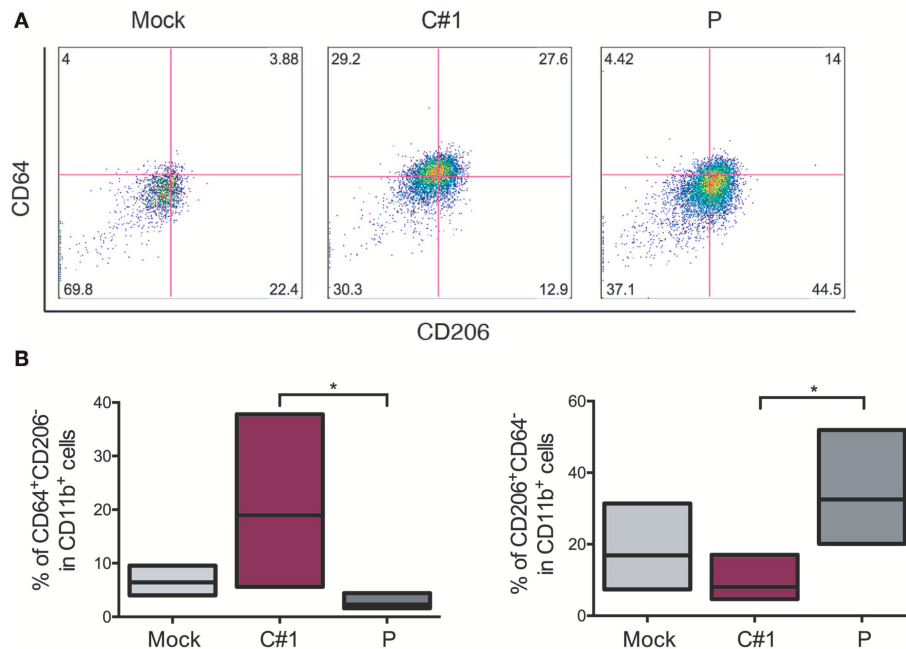 A
Mock C#1 P
4 3.88 29.2 27.6 4.42 14
CD64
69.8 22.4 30.3 12.9 37.1 44.5
CD206
B
% of CD64+CD206-
in CD11b+ cells
40
30
20
10
0
*
Mock C#1 P
% of CD206+CD64-
in CD11b+ cells
60
40
20
0
*
Mock C#1 P